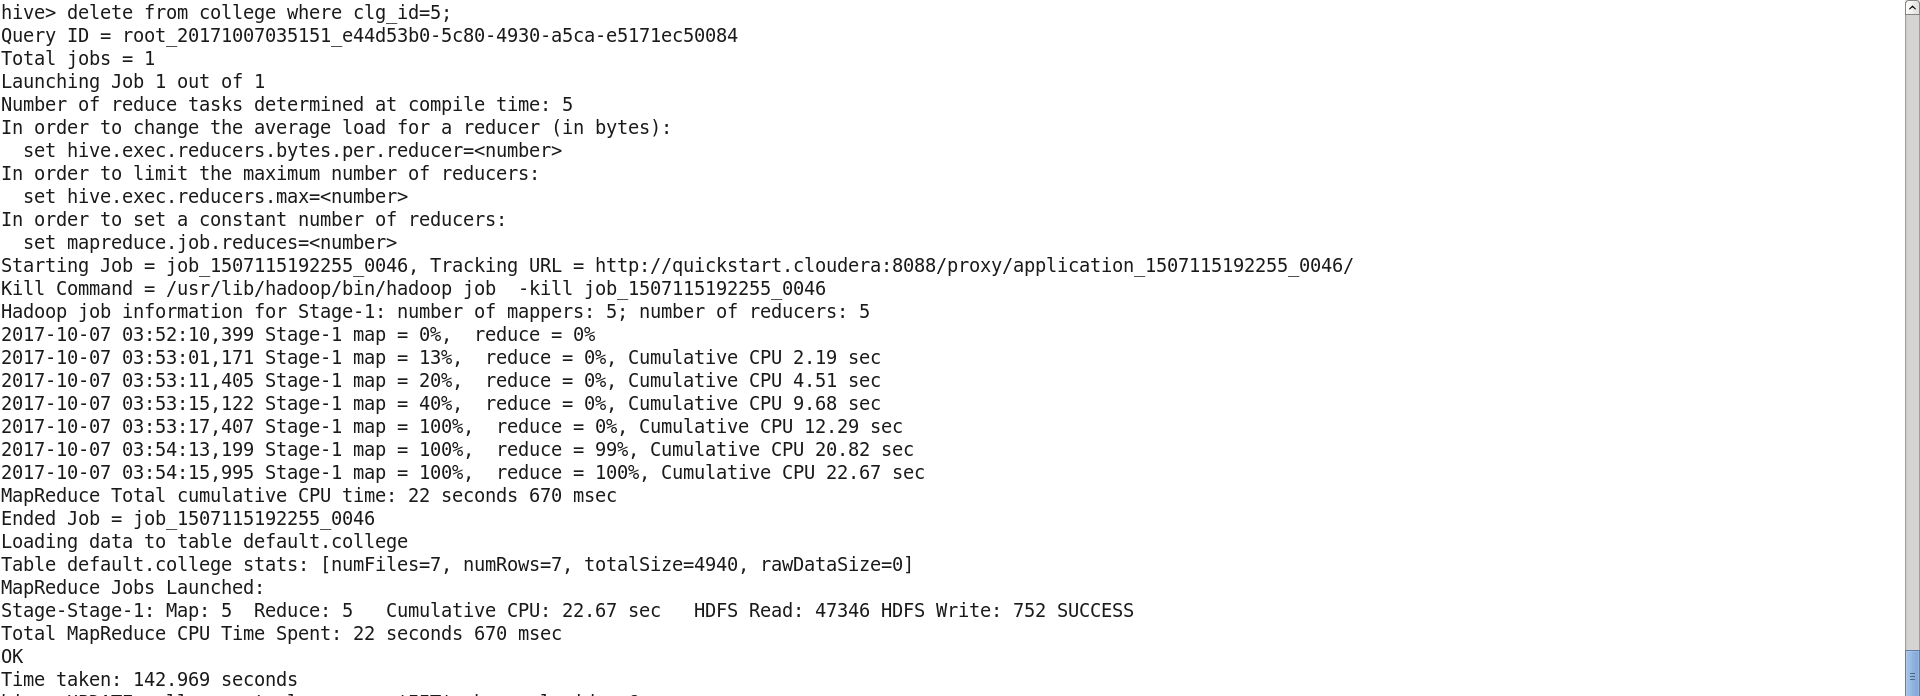 hive> delete from college where clg_id=5;
Query ID = root_20171007035151_e44d53b0-5c80-4930-a5ca-e5171ec50084
Total jobs = 1
Launching Job 1 out of 1
Number of reduce tasks determined at compile time: 5
In order to change the average load for a reducer (in bytes):
  set hive.exec.reducers.bytes.per.reducer=<number>
In order to limit the maximum number of reducers:
  set hive.exec.reducers.max=<number>
In order to set a constant number of reducers:
  set mapreduce.job.reduces=<number>
Starting Job = job_1507115192255_0046, Tracking URL = http://quickstart.cloudera:8088/proxy/application_1507115192255_0046/
Kill Command = /usr/lib/hadoop/bin/hadoop job  -kill job_1507115192255_0046
Hadoop job information for Stage-1: number of mappers: 5; number of reducers: 5
2017-10-07 03:52:10,399 Stage-1 map = 0%,  reduce = 0%
2017-10-07 03:53:01,171 Stage-1 map = 13%,  reduce = 0%, Cumulative CPU 2.19 sec
2017-10-07 03:53:11,405 Stage-1 map = 20%,  reduce = 0%, Cumulative CPU 4.51 sec
2017-10-07 03:53:15,122 Stage-1 map = 40%,  reduce = 0%, Cumulative CPU 9.68 sec
2017-10-07 03:53:17,407 Stage-1 map = 100%,  reduce = 0%, Cumulative CPU 12.29 sec
2017-10-07 03:54:13,199 Stage-1 map = 100%,  reduce = 99%, Cumulative CPU 20.82 sec
2017-10-07 03:54:15,995 Stage-1 map = 100%,  reduce = 100%, Cumulative CPU 22.67 sec
MapReduce Total cumulative CPU time: 22 seconds 670 msec
Ended Job = job_1507115192255_0046
Loading data to table default.college
Table default.college stats: [numFiles=7, numRows=7, totalSize=4940, rawDataSize=0]
MapReduce Jobs Launched:
Stage-Stage-1: Map: 5  Reduce: 5   Cumulative CPU: 22.67 sec   HDFS Read: 47346 HDFS Write: 752 SUCCESS
Total MapReduce CPU Time Spent: 22 seconds 670 msec
OK
Time taken: 142.969 seconds